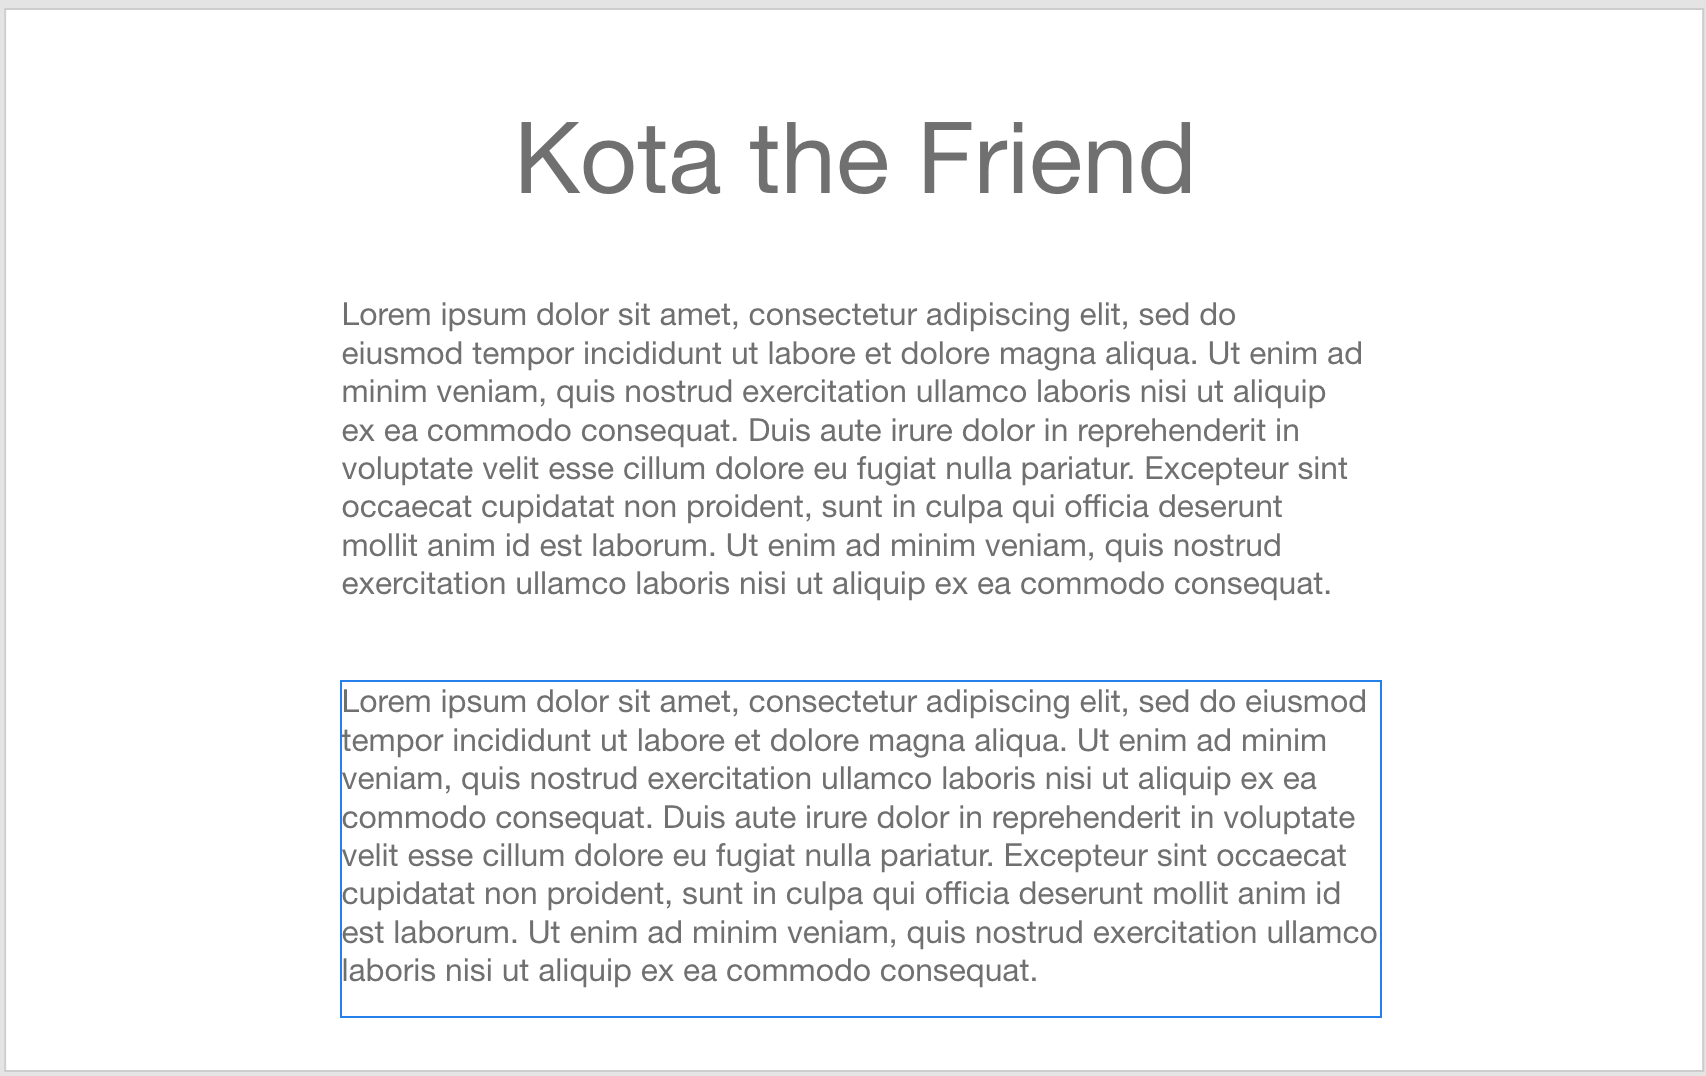 Kota the Friend
Lorem ipsum dolor sit amet, consectetur adipiscing elit, sed do
eiusmod tempor incididunt ut labore et dolore magna aliqua. Ut enim ad
minim veniam, quis nostrud exercitation ullamco laboris nisi ut aliquip
ex ea commodo consequat. Duis aute irure dolor in reprehenderit in
voluptate velit esse cillum dolore eu fugiat nulla pariatur. Excepteur sint
occaecat cupidatat non proident, sunt in culpa qui officia deserunt
mollit anim id est laborum. Ut enim ad minim veniam, quis nostrud
exercitation ullamco laboris nisi ut aliquip ex ea commodo consequat.
Lorem ipsum dolor sit amet, consectetur adipiscing elit, sed do eiusmod
tempor incididunt ut labore et dolore magna aliqua. Ut enim ad minim
veniam, quis nostrud exercitation ullamco laboris nisi ut aliquip ex ea
commodo consequat. Duis aute irure dolor in reprehenderit in voluptate
velit esse cillum dolore eu fugiat nulla pariatur. Excepteur sint occaecat
cupidatat non proident, sunt in culpa qui officia deserunt mollit anim id
est laborum. Ut enim ad minim veniam, quis nostrud exercitation ullamco
laboris nisi ut aliquip ex ea commodo consequat.